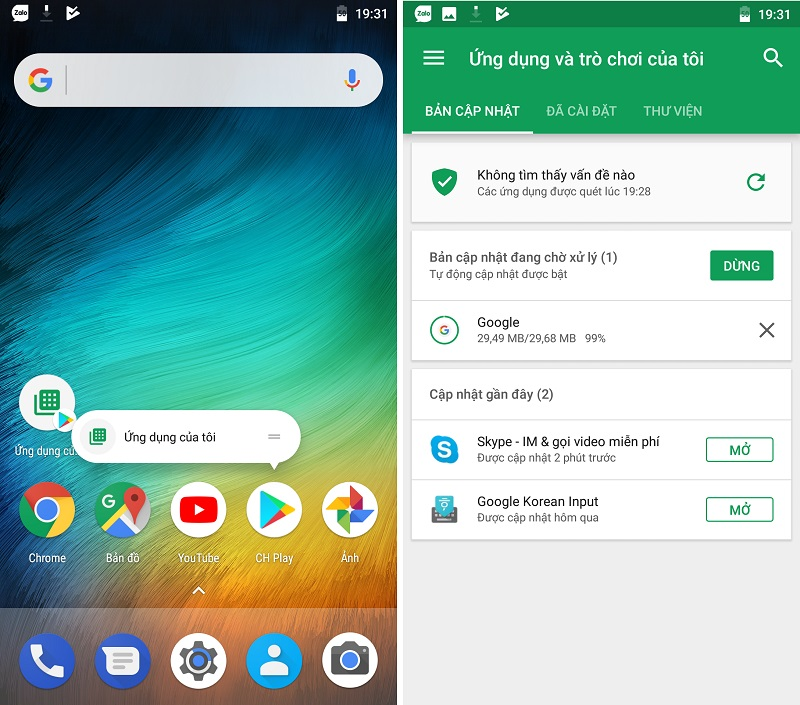 Zalo
50
19:31
G
Ứng dụng của tôi
Ứng dụng củ
G
Chrome
Bản đồ
YouTube
CH Play
Ảnh
Zalo
50
19:31
Ứng dụng và trò chơi của tôi
BẢN CẬP NHẬT
ĐÃ CÀI ĐẶT
THƯ VIỆN
Không tìm thấy vấn đề nào
Các ứng dụng được quét lúc 19:28
Bản cập nhật đang chờ xử lý (1)
Tự động cập nhật được bật
DỪNG
G
Google
29,49 MB/29,68 MB 99%
Cập nhật gần đây (2)
S
Skype - IM & gọi video miễn phí
Được cập nhật 2 phút trước
MỞ
Google Korean Input
Được cập nhật hôm qua
MỞ